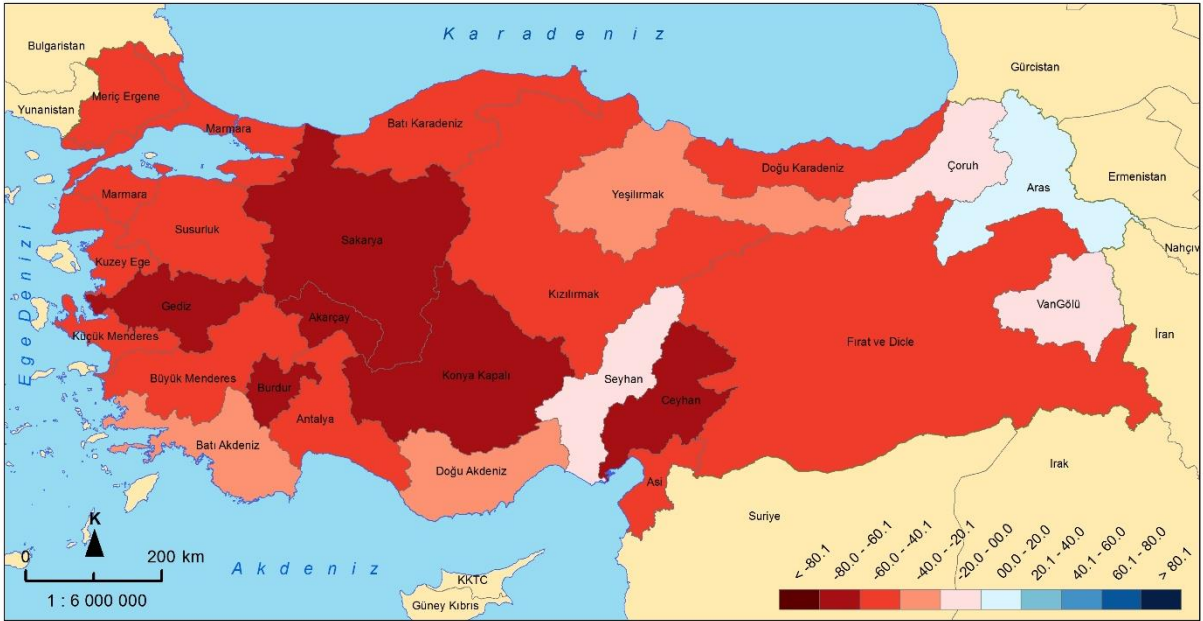 Karadeniz
Bulgaristan
Gürcistan
Meriç Ergene
Yunanistan
Marmara
Batı Karadeniz
Doğu Karadeniz
Çoruh
Ermenistan
Marmara
Yeşilırmak
Aras
Susurluk
Sakarya
Nahçıv
Kuzey Ege
Ege Denizi
Gediz
Kızılırmak
VanGölü
Akarçay
Küçük Menderes
Fırat ve Dicle
İran
Büyük Menderes
Burdur
Konya Kapalı
Seyhan
Ceyhan
Antalya
Batı Akdeniz
Doğu Akdeniz
Irak
Asi
Suriye
K
0 200 km
1 : 6 000 000
Akdeniz
KKTC
Güney Kıbrıs
< -80.1
-80.0 - -60.1
-60.0 - -40.1
-40.0 - -20.1
-20.0 - 00.0
00.0 - 20.0
20.1 - 40.0
40.1 - 60.0
60.1 - 80.0
> 80.1